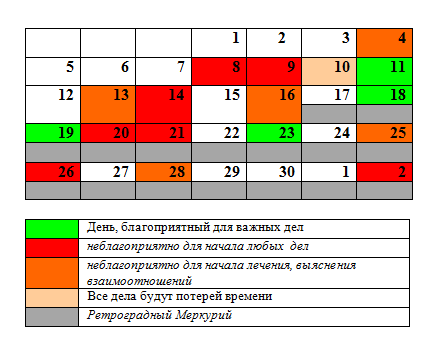 1 2 3 4
5 6 7 8 9 10 11
12 13 14 15 16 17 18
19 20 21 22 23 24 25
26 27 28 29 30 1 2
День, благоприятный для важных дел
неблагоприятно для начала любых дел
неблагоприятно для начала лечения, выяснения
взаимоотношений
Все дела будут потерей времени
Ретроградный Меркурий